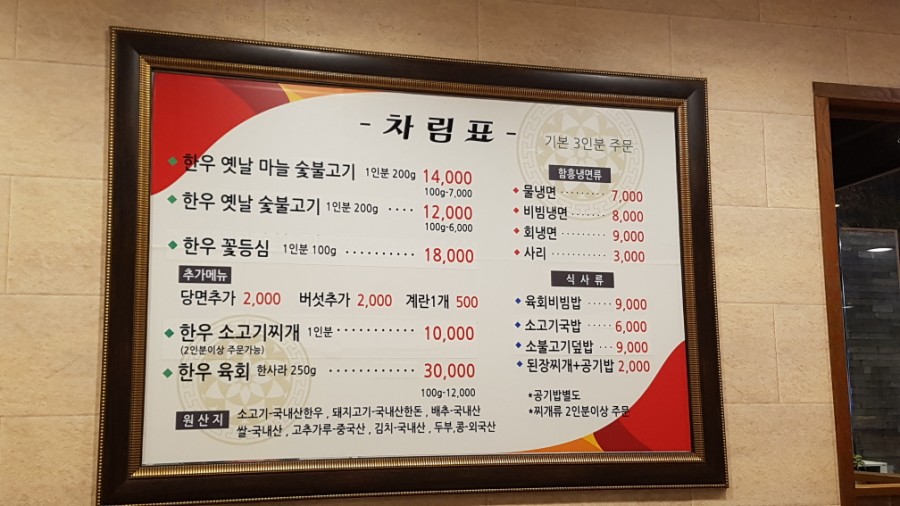 - 차림표 -
기본 3인분 주문
한우 옛날 마늘 숯불고기 1인분 200g 14,000
100g-7,000
한우 옛날 숯불고기 1인분 200g ···· 12,000
100g-6,000
한우 꽃등심 1인분 100g ··········· 18,000
추가메뉴
당면추가 2,000 버섯추가 2,000 계란1개 500
한우 소고기찌개 1인분 ············ 10,000
(2인분이상 주문가능)
한우 육회 한사라 250g ············ 30,000
100g-12,000
원산지
소고기-국내산한우 , 돼지고기-국내산한돈 , 배추-국내산
쌀-국내산 , 고추가루-중국산 , 김치-국내산 , 두부,콩-외국산
함흥냉면류
물냉면 ·········· 7,000
비빔냉면 ······· 8,000
회냉면 ·········· 9,000
사리 ··········· 3,000
식사류
육회비빔밥 ····· 9,000
소고기국밥 ····· 6,000
소불고기덮밥 ··· 9,000
된장찌개+공기밥 2,000
*공기밥별도
*찌개류 2인분이상 주문